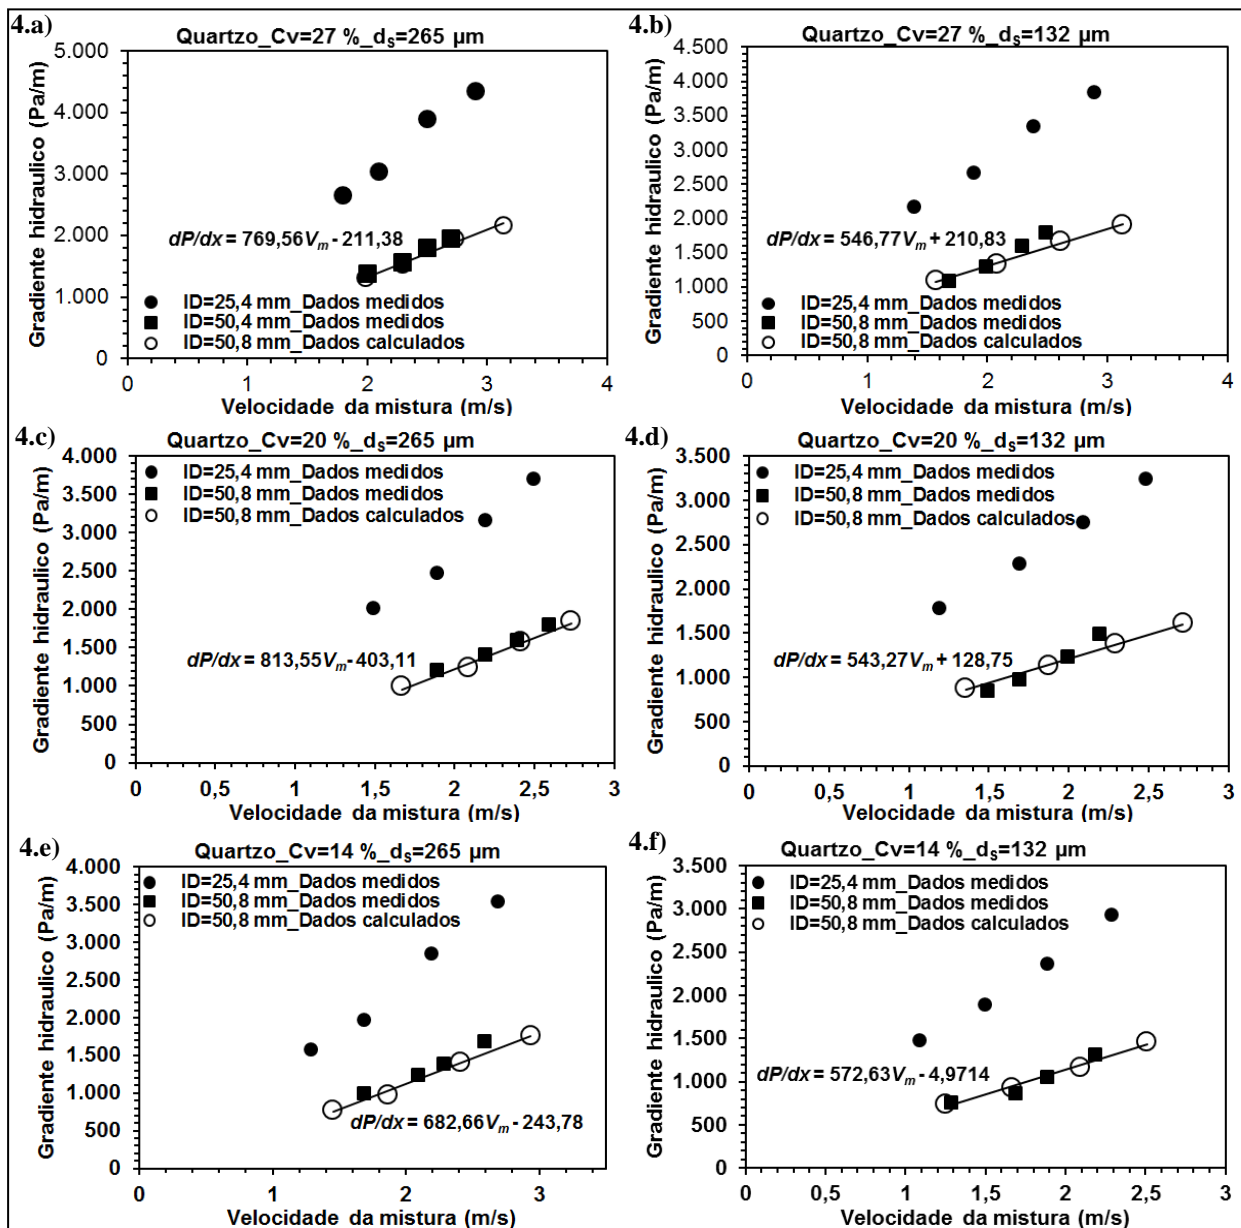 4.a)
Quartzo_Cv=27 %_ds=265 µm
Gradiente hidraulico (Pa/m)
5.000
4.000
3.000
2.000
1.000
0
dP/dx = 769,56Vm - 211,38
ID=25,4 mm_Dados medidos
ID=50,4 mm_Dados medidos
ID=50,8 mm_Dados calculados
0 1 2 3 4
Velocidade da mistura (m/s)
4.b)
Quartzo_Cv=27 %_ds=132 µm
Gradiente hidraulico (Pa/m)
4.500
4.000
3.500
3.000
2.500
2.000
1.500
1.000
500
0
dP/dx = 546,77Vm + 210,83
ID=25,4 mm_Dados medidos
ID=50,8 mm_Dados medidos
ID=50,8 mm_Dados calculados
0 1 2 3 4
Velocidade da mistura (m/s)
4.c)
Quartzo_Cv=20 %_ds=265 µm
Gradiente hidraulico (Pa/m)
4.000
3.500
3.000
2.500
2.000
1.500
1.000
500
0
ID=25,4 mm_Dados medidos
ID=50,8 mm_Dados medidos
ID=50,8 mm_Dados calculados
dP/dx = 813,55Vm - 403,11
0 0,5 1 1,5 2 2,5 3
Velocidade da mistura (m/s)
4.d)
Quartzo_Cv=20 %_ds=132 µm
Gradiente hidraulico (Pa/m)
3.500
3.000
2.500
2.000
1.500
1.000
500
0
ID=25,4 mm_Dados medidos
ID=50,8 mm_Dados medidos
ID=50,8 mm_Dados calculados
dP/dx = 543,27Vm + 128,75
0 0,5 1 1,5 2 2,5 3
Velocidade da mistura (m/s)
4.e)
Quartzo_Cv=14 %_ds=265 µm
Gradiente hidraulico (Pa/m)
4.000
3.500
3.000
2.500
2.000
1.500
1.000
500
0
ID=25,4 mm_Dados medidos
ID=50,8 mm_Dados medidos
ID=50,8 mm_Dados calculados
dP/dx = 682,66Vm - 243,78
0 1 2 3
Velocidade da mistura (m/s)
4.f)
Quartzo_Cv=14 %_ds=132 µm
Gradiente hidraulico (Pa/m)
3.500
3.000
2.500
2.000
1.500
1.000
500
0
ID=25,4 mm_Dados medidos
ID=50,8 mm_Dados medidos
ID=50,8 mm_Dados calculados
dP/dx = 572,63Vm - 4,9714
0 0,5 1 1,5 2 2,5 3
Velocidade da mistura (m/s)